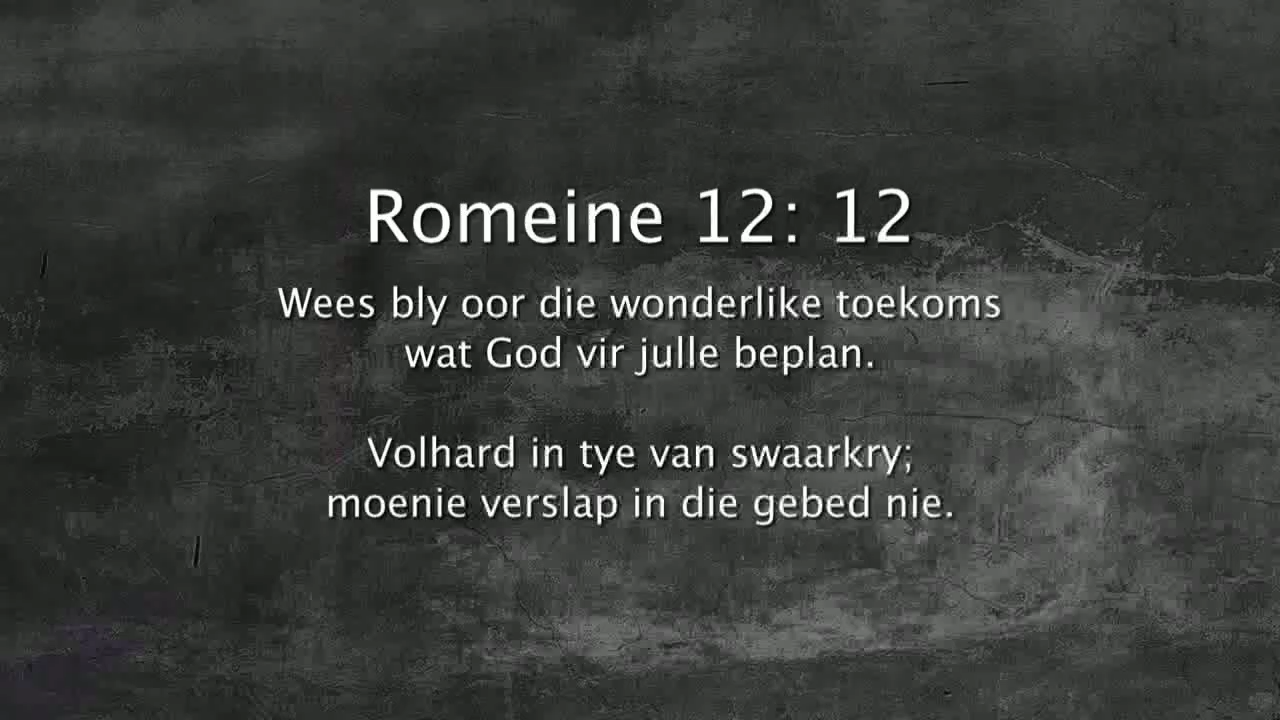 Romeine 12: 12
Wees bly oor die wonderlike toekoms
wat God vir julle beplan.
Volhard in tye van swaarkry;
moenie verslap in die gebed nie.